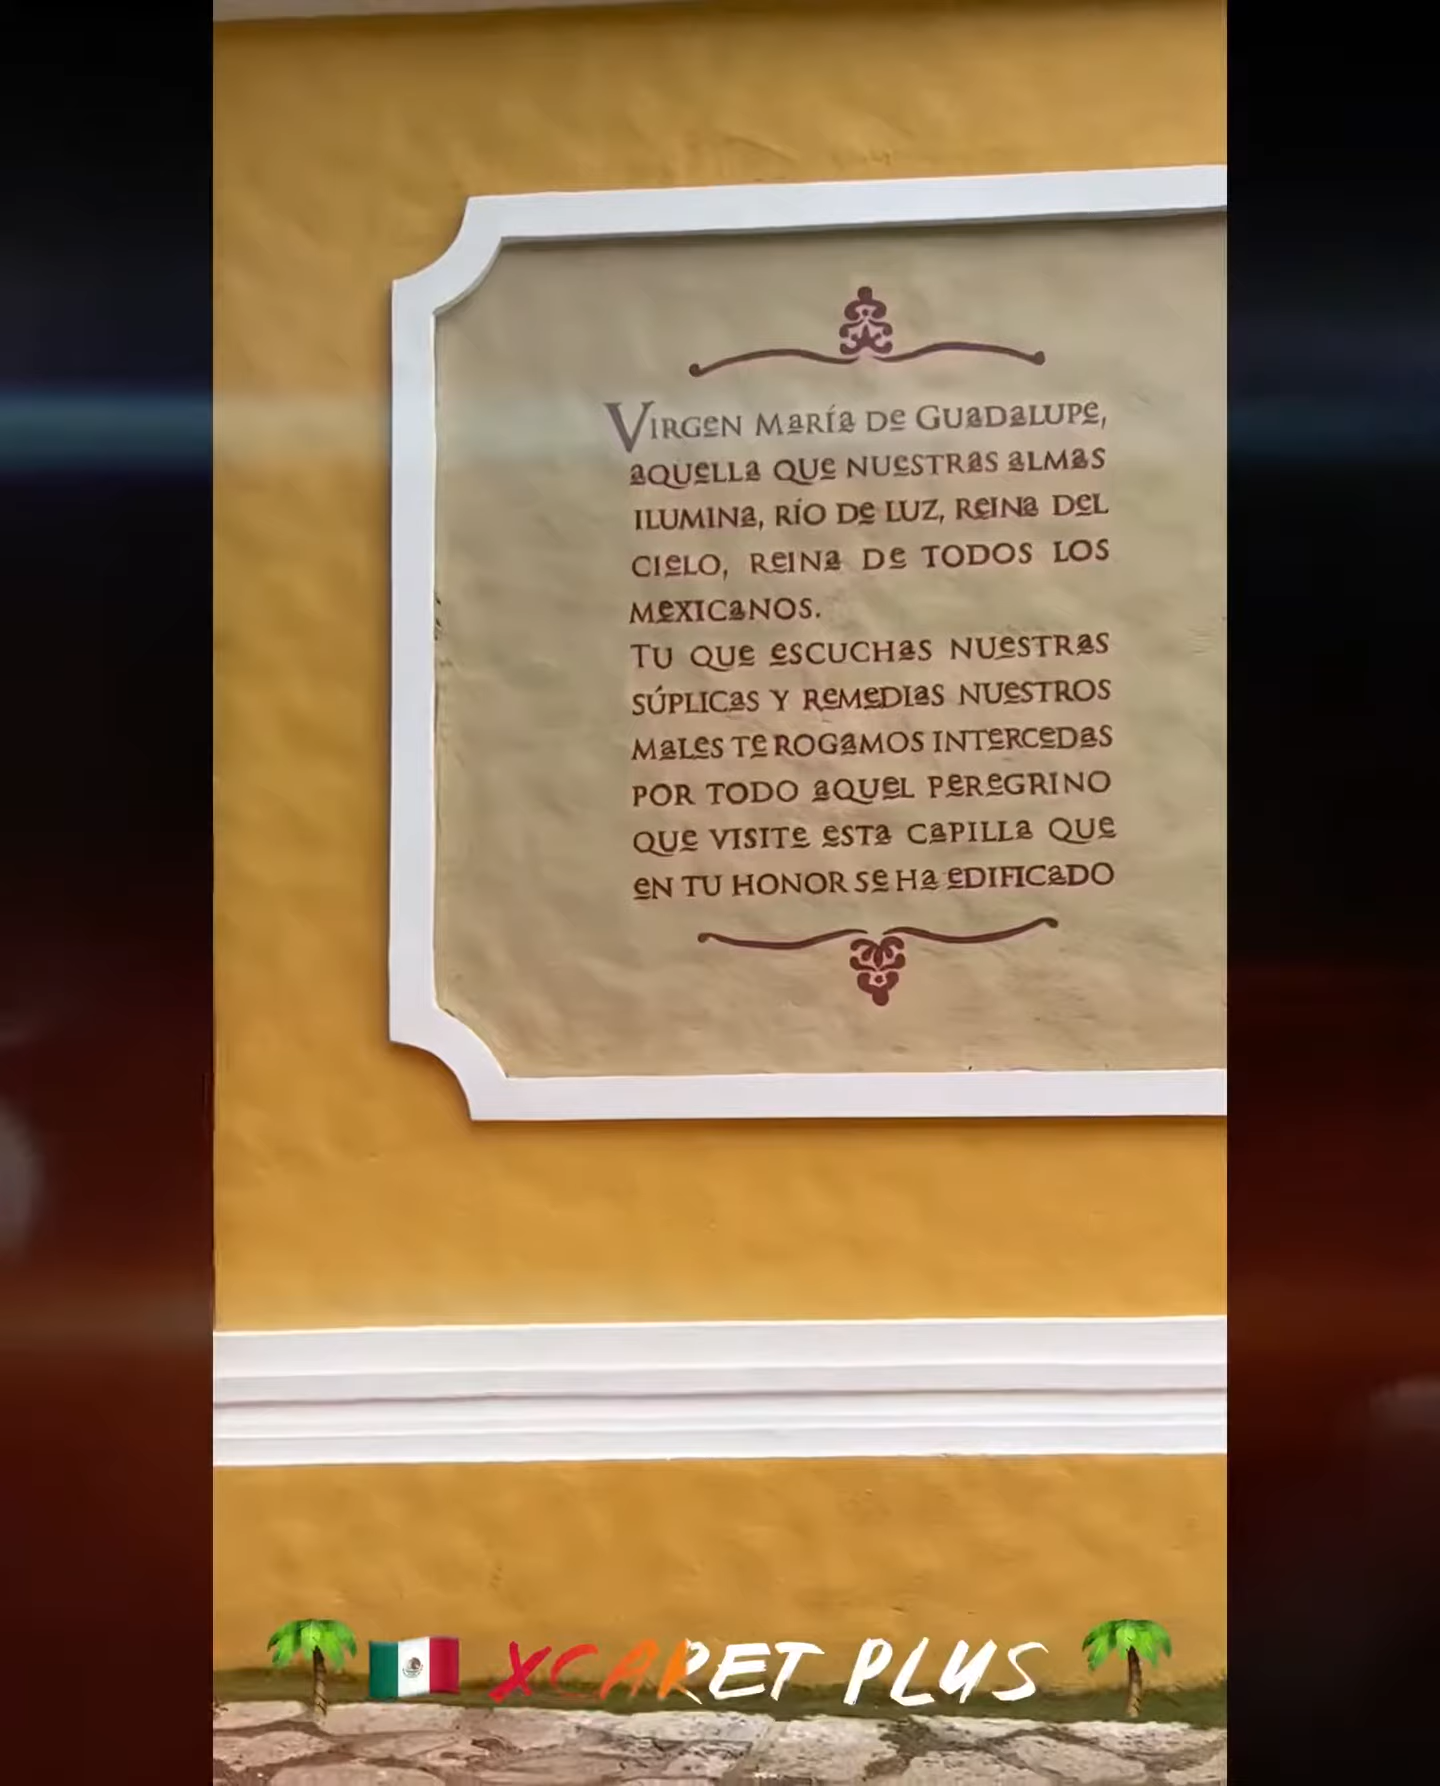 Virgen María de Guadalupe,
aquella que nuestras almas
ilumina, río de luz, reina del
cielo, reina de todos los
mexicanos.
Tu que escuchas nuestras
súplicas y remedias nuestros
males te rogamos intercedas
por todo aquel peregrino
que visite esta capilla que
en tu honor se ha edificado
XCARET PLUS